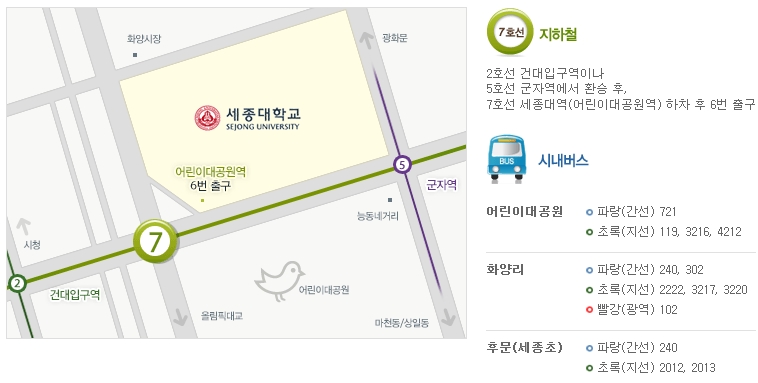 화양시장
광화문
세종대학교
SEJONG UNIVERSITY
어린이대공원역
6번 출구
5
군자역
능동네거리
7
시청
2
건대입구역
어린이대공원
올림픽대교
마천동/상일동
7호선 지하철
2호선 건대입구역이나
5호선 군자역에서 환승 후,
7호선 세종대역(어린이대공원역) 하차 후 6번 출구
BUS 시내버스
어린이대공원 파랑(간선) 721
초록(지선) 119, 3216, 4212
화양리 파랑(간선) 240, 302
초록(지선) 2222, 3217, 3220
빨강(광역) 102
후문(세종초) 파랑(간선) 240
초록(지선) 2012, 2013